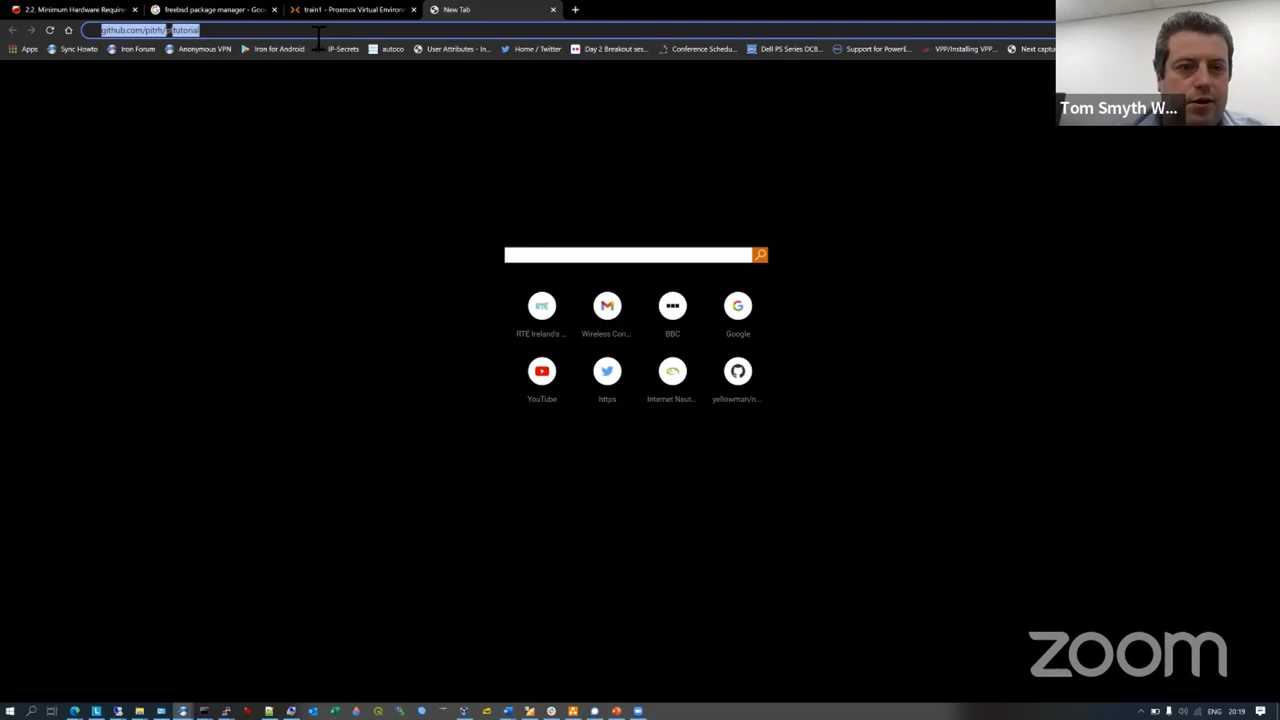 2.2. Minimum Hardware Require
freebsd package manager - Goo
train1 - Proxmox Virtual Environ
New Tab
github.com/pitrh/pftutorial
Apps
Sync Howto
Iron Forum
Anonymous VPN
Iron for Android
IP-Secrets
autoco
User Attributes - In...
Home / Twitter
Day 2 Breakout ses...
Conference Schedu...
Dell PS Series DCB...
Support for PowerE...
VPP/Installing VPP...
Next captu
Tom Smyth W...
RTÉ
RTÉ Ireland's ...
Wireless Con...
BBC
Google
YouTube
https
Internet Neut...
yellowman/n...
zoom
ENG
20:19